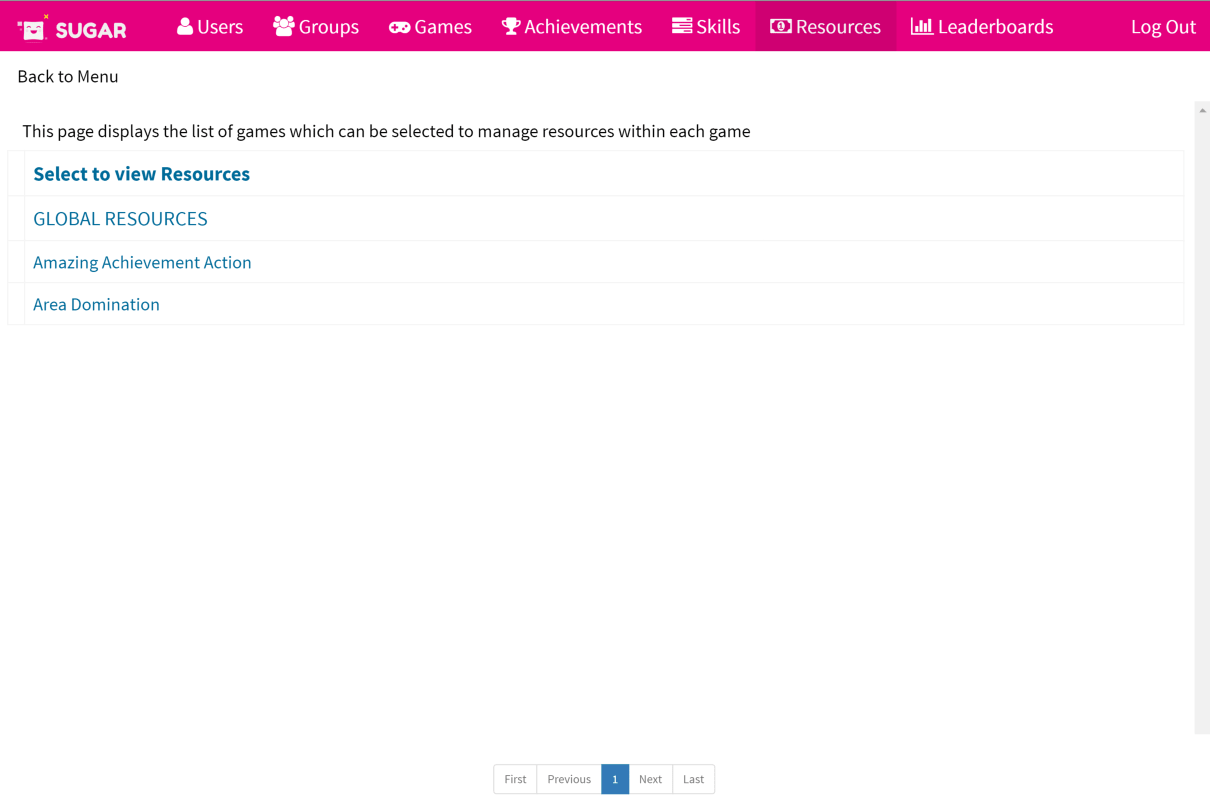 SUGAR Users Groups Games Achievements Skills Resources Leaderboards Log Out
Back to Menu
This page displays the list of games which can be selected to manage resources within each game
Select to view Resources
GLOBAL RESOURCES
Amazing Achievement Action
Area Domination
First Previous 1 Next Last